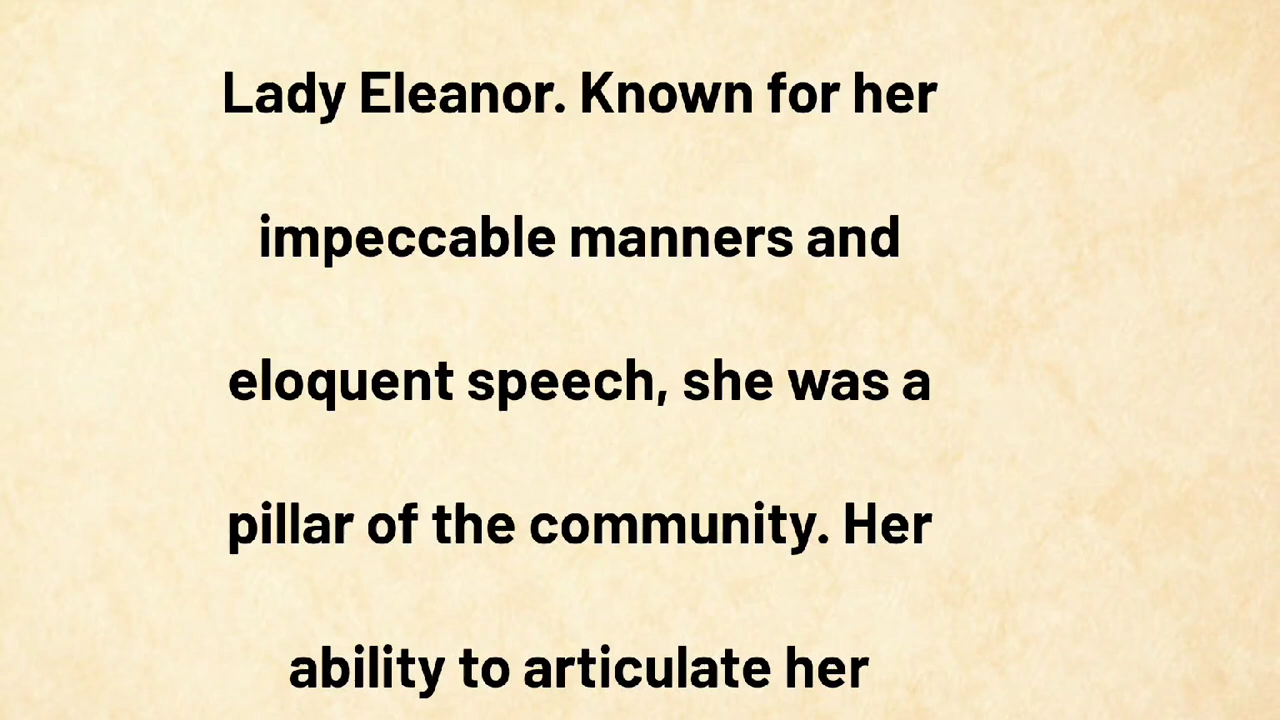 Lady Eleanor. Known for her
impeccable manners and
eloquent speech, she was a
pillar of the community. Her
ability to articulate her